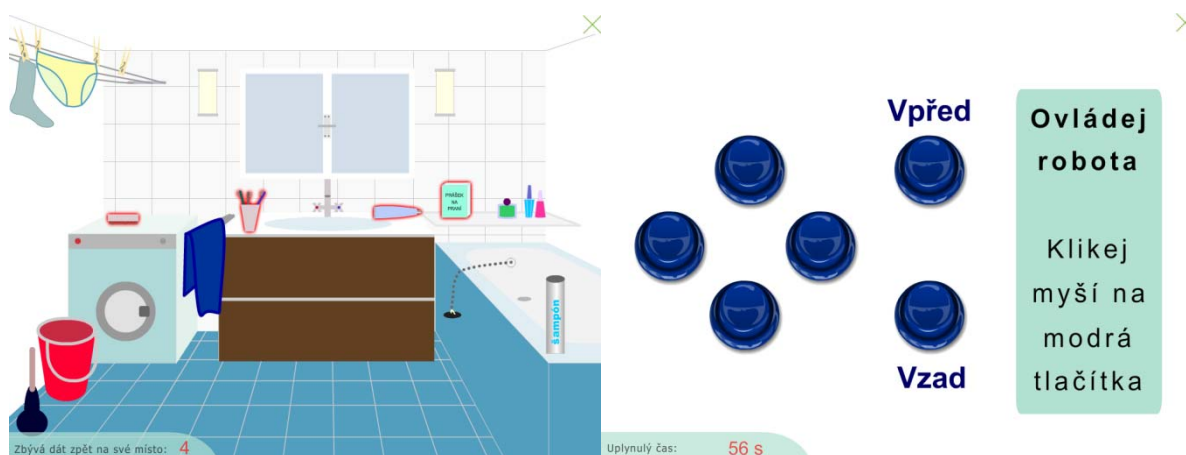 PRÁŠEK
NA
PRANÍ
šampón
Zbývá dát zpět na své místo: 4
Vpřed
Vzad
Ovládej
robota
Klikej
myší na
modrá
tlačítka
Uplynulý čas: 56 s